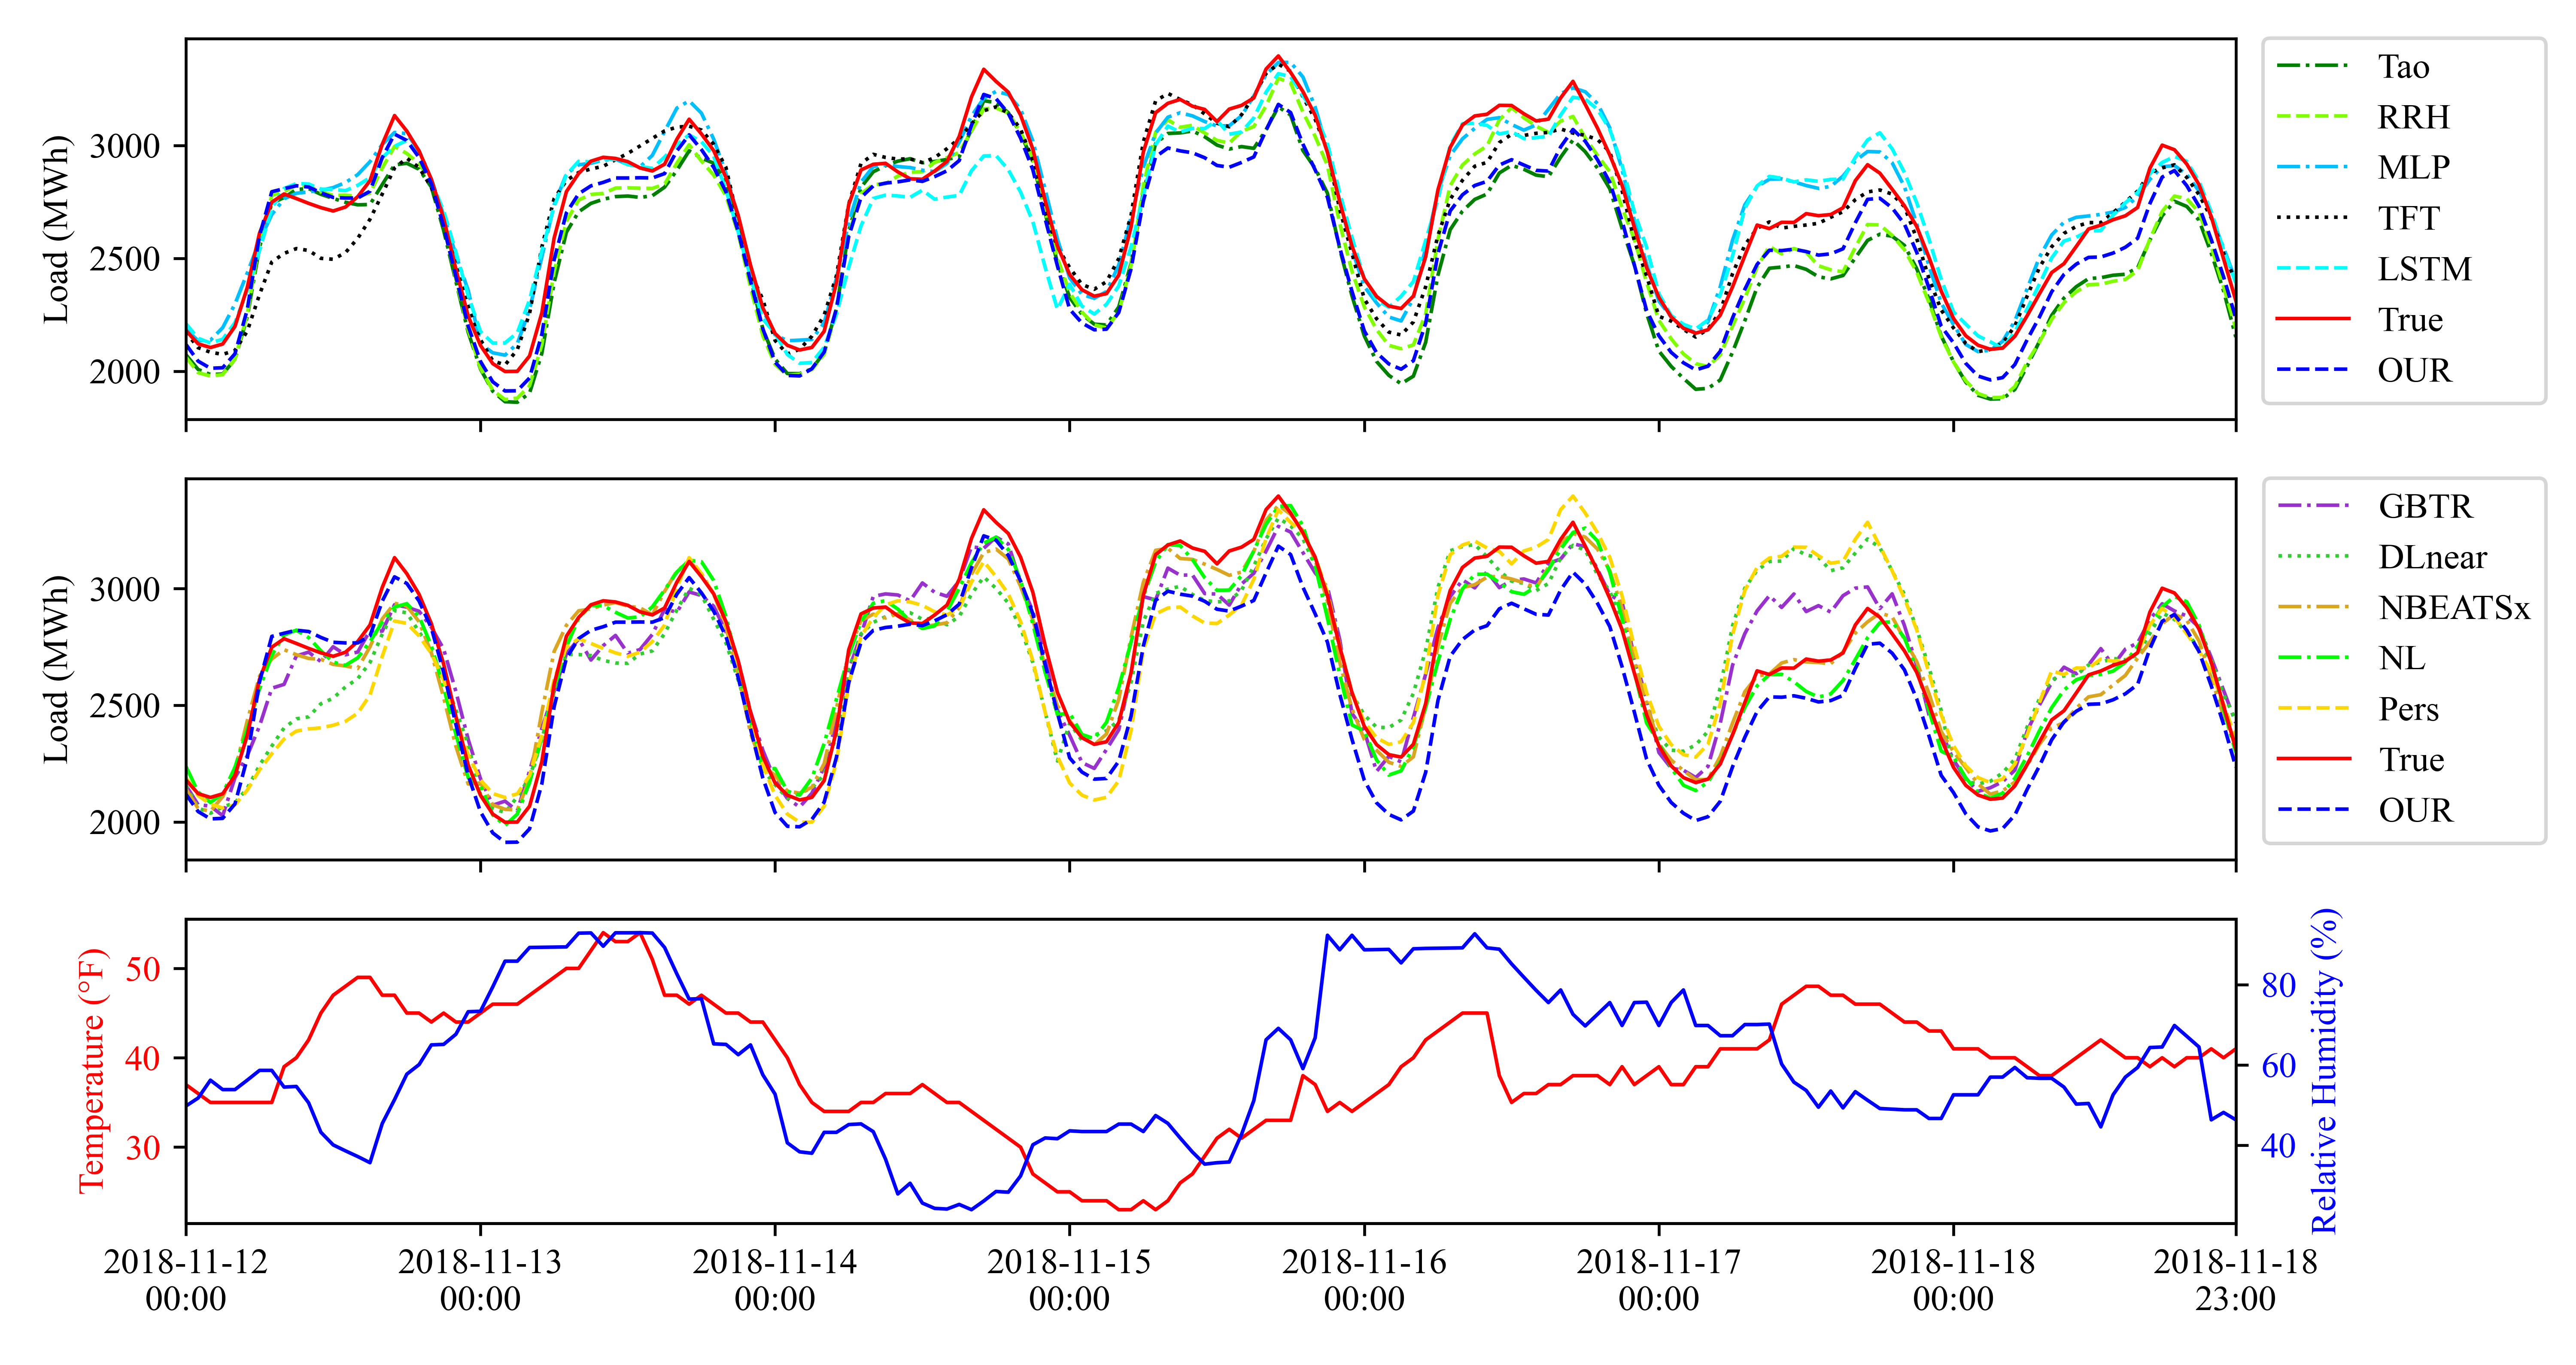 Load (MWh)
3000
2500
2000
Tao
RRH
MLP
TFT
LSTM
True
OUR
Load (MWh)
3000
2500
2000
GBTR
DLnear
NBEATSx
NL
Pers
True
OUR
Temperature (°F)
50
40
30
80
60
40
Relative Humidity (%)
2018-11-12 2018-11-13 2018-11-14 2018-11-15 2018-11-16 2018-11-17 2018-11-18 2018-11-18
00:00 00:00 00:00 00:00 00:00 00:00 00:00 23:00